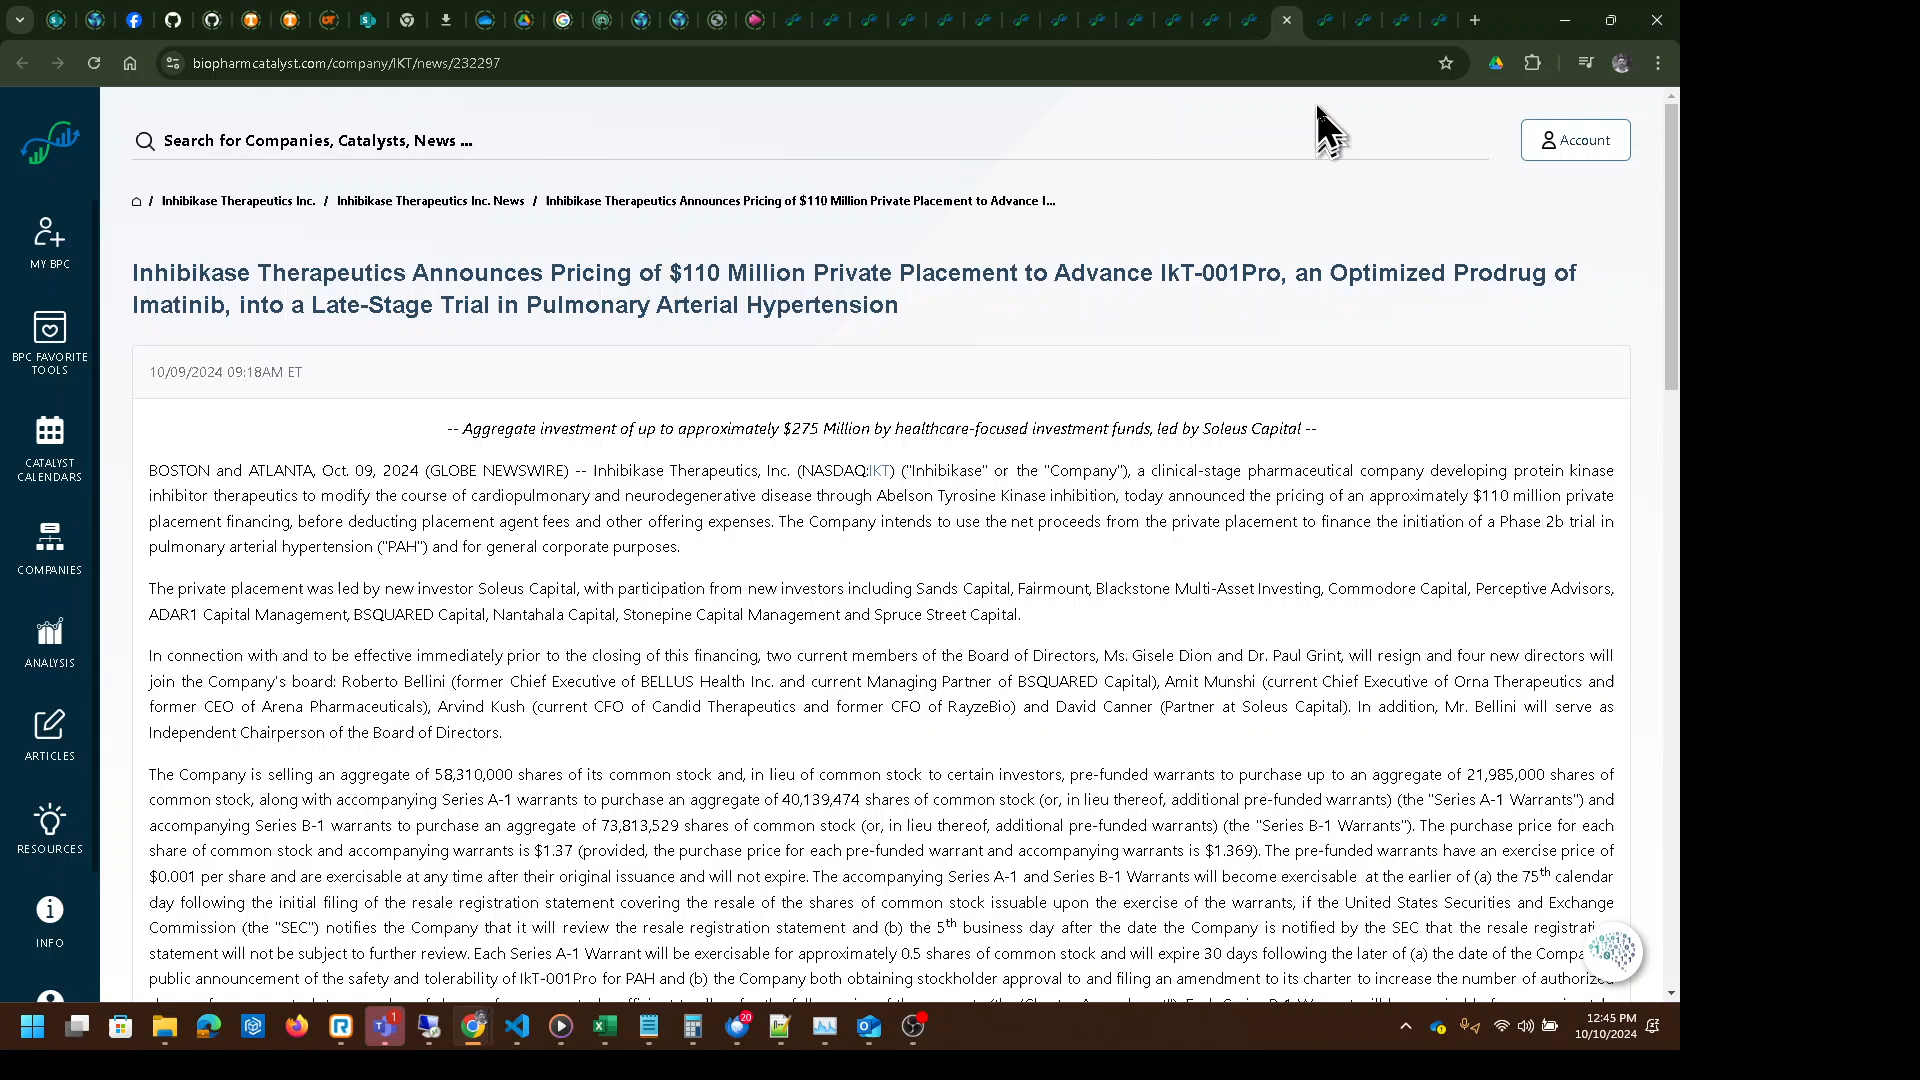 biopharmcatalyst.com/company/IKT/news/232297
Search for Companies, Catalysts, News ...
Account
/ Inhibikase Therapeutics Inc. / Inhibikase Therapeutics Inc. News / Inhibikase Therapeutics Announces Pricing of $110 Million Private Placement to Advance I...
MY BPC
BPC FAVORITE
TOOLS
CATALYST
CALENDARS
COMPANIES
ANALYSIS
ARTICLES
RESOURCES
INFO
Inhibikase Therapeutics Announces Pricing of $110 Million Private Placement to Advance IkT-001Pro, an Optimized Prodrug of
Imatinib, into a Late-Stage Trial in Pulmonary Arterial Hypertension
10/09/2024 09:18AM ET
-- Aggregate investment of up to approximately $275 Million by healthcare-focused investment funds, led by Soleus Capital --
BOSTON and ATLANTA, Oct. 09, 2024 (GLOBE NEWSWIRE) -- Inhibikase Therapeutics, Inc. (NASDAQ:IKT) ("Inhibikase" or the "Company"), a clinical-stage pharmaceutical company developing protein kinase
inhibitor therapeutics to modify the course of cardiopulmonary and neurodegenerative disease through Abelson Tyrosine Kinase inhibition, today announced the pricing of an approximately $110 million private
placement financing, before deducting placement agent fees and other offering expenses. The Company intends to use the net proceeds from the private placement to finance the initiation of a Phase 2b trial in
pulmonary arterial hypertension ("PAH") and for general corporate purposes.
The private placement was led by new investor Soleus Capital, with participation from new investors including Sands Capital, Fairmount, Blackstone Multi-Asset Investing, Commodore Capital, Perceptive Advisors,
ADAR1 Capital Management, BSQUARED Capital, Nantahala Capital, Stonepine Capital Management and Spruce Street Capital.
In connection with and to be effective immediately prior to the closing of this financing, two current members of the Board of Directors, Ms. Gisele Dion and Dr. Paul Grint, will resign and four new directors will
join the Company's board: Roberto Bellini (former Chief Executive of BELLUS Health Inc. and current Managing Partner of BSQUARED Capital), Amit Munshi (current Chief Executive of Orna Therapeutics and
former CEO of Arena Pharmaceuticals), Arvind Kush (current CFO of Candid Therapeutics and former CFO of RayzeBio) and David Canner (Partner at Soleus Capital). In addition, Mr. Bellini will serve as
Independent Chairperson of the Board of Directors.
The Company is selling an aggregate of 58,310,000 shares of its common stock and, in lieu of common stock to certain investors, pre-funded warrants to purchase up to an aggregate of 21,985,000 shares of
common stock, along with accompanying Series A-1 warrants to purchase an aggregate of 40,139,474 shares of common stock (or, in lieu thereof, additional pre-funded warrants) (the "Series A-1 Warrants") and
accompanying Series B-1 warrants to purchase an aggregate of 73,813,529 shares of common stock (or, in lieu thereof, additional pre-funded warrants) (the "Series B-1 Warrants"). The purchase price for each
share of common stock and accompanying warrants is $1.37 (provided, the purchase price for each pre-funded warrant and accompanying warrants is $1.369). The pre-funded warrants have an exercise price of
$0.001 per share and are exercisable at any time after their original issuance and will not expire. The accompanying Series A-1 and Series B-1 Warrants will become exercisable at the earlier of (a) the 75th calendar
day following the initial filing of the resale registration statement covering the resale of the shares of common stock issuable upon the exercise of the warrants, if the United States Securities and Exchange
Commission (the "SEC") notifies the Company that it will review the resale registration statement and (b) the 5th business day after the date the Company is notified by the SEC that the resale registrati
statement will not be subject to further review. Each Series A-1 Warrant will be exercisable for approximately 0.5 shares of common stock and will expire 30 days following the later of (a) the date of the Comp
public announcement of the safety and tolerability of IkT-001Pro for PAH and (b) the Company both obtaining stockholder approval to and filing an amendment to its charter to increase the number of authorized
1
20
12:45 PM
10/10/2024